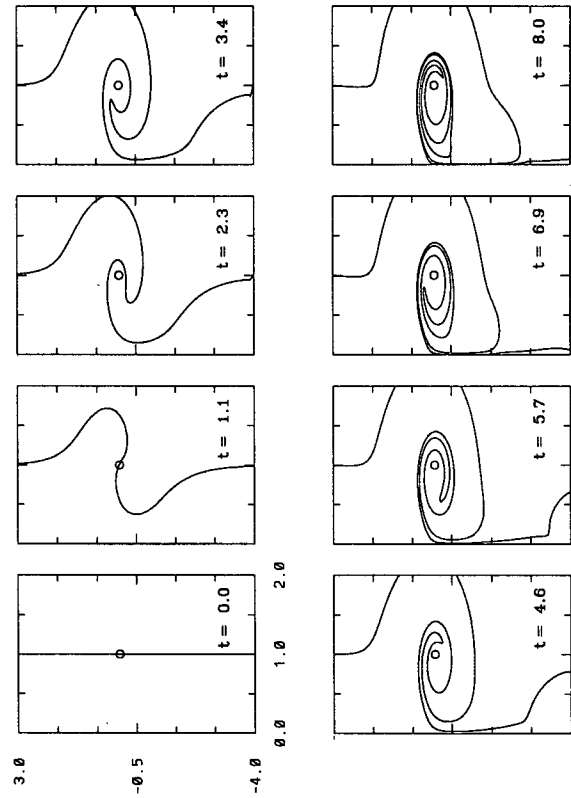 3.0
-0.5
-4.0
0.0 1.0 2.0
t = 0.0
t = 1.1
t = 2.3
t = 3.4
t = 4.6
t = 5.7
t = 6.9
t = 8.0